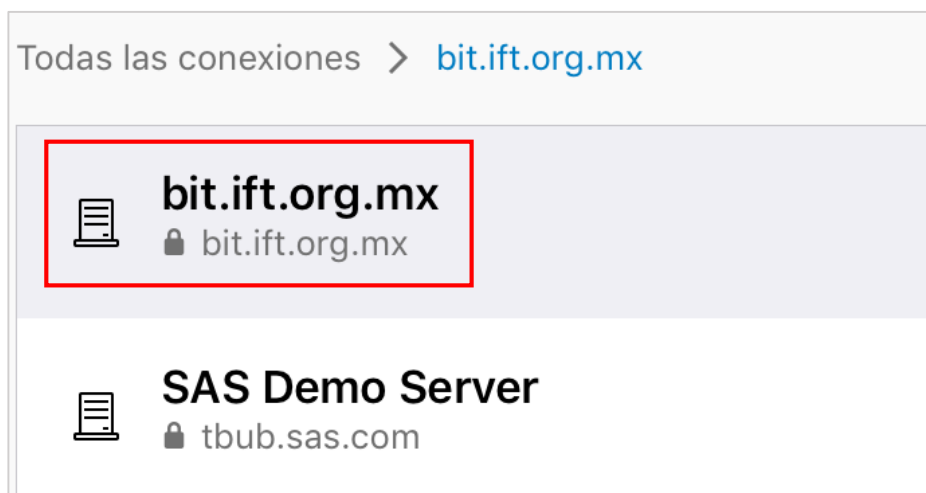 Todas las conexiones > bit.ift.org.mx
bit.ift.org.mx
bit.ift.org.mx
SAS Demo Server
tbub.sas.com